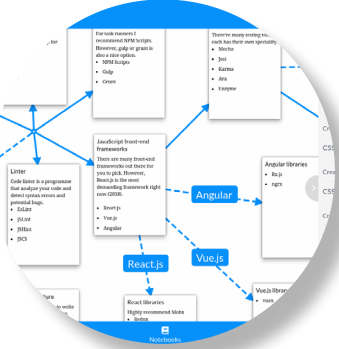 For task runners I
recommend NPM Scripts.
However, gulp or grunt is
also a nice option.
NPM Scripts
Gulp
Grunt
There're many testing
each has their own speciality.
Mocha
Jest
Karma
Ava
Enzyme
Linter
Code linter is a programme
that analyze your code and
detect syntax errors and
potential bugs.
EsLint
JSLint
JSHint
JSCS
JavaScript front-end
frameworks
There are many front-end
frameworks out there for
you to pick. However,
React.js is the most
demanding framework right
now (2018).
React.js
Vue.js
Angular
Angular
Angular libraries
Rx.js
ngrx
React.js
Vue.js
React libraries
Highly recommend Mobx
Redux
Vue.js
Vuex
to write
CSS
CSS
Notebooks